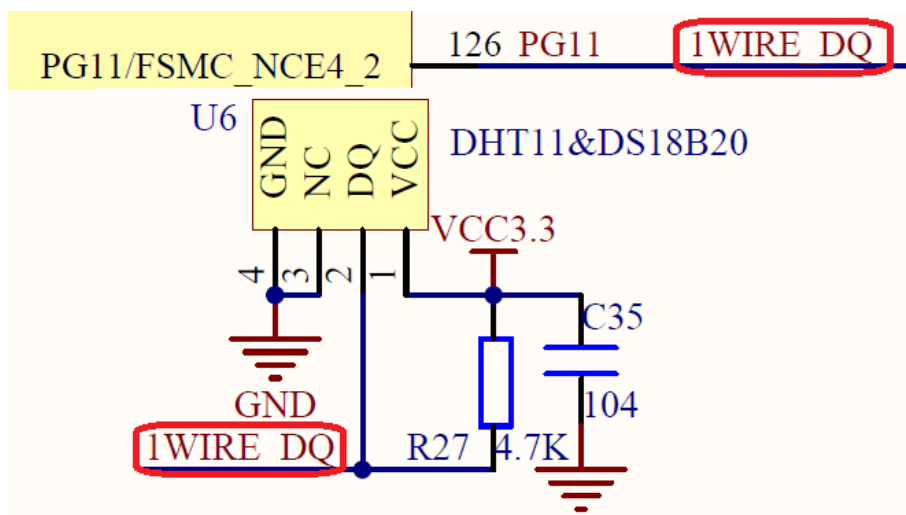 126 PG11 1WIRE_DQ
PG11/FSMC_NCE4_2
U6
GND
NC
DQ
VCC
DHT11&DS18B20
VCC3.3
4
3
2
1
C35
GND
104
1WIRE_DQ
R27 4.7K